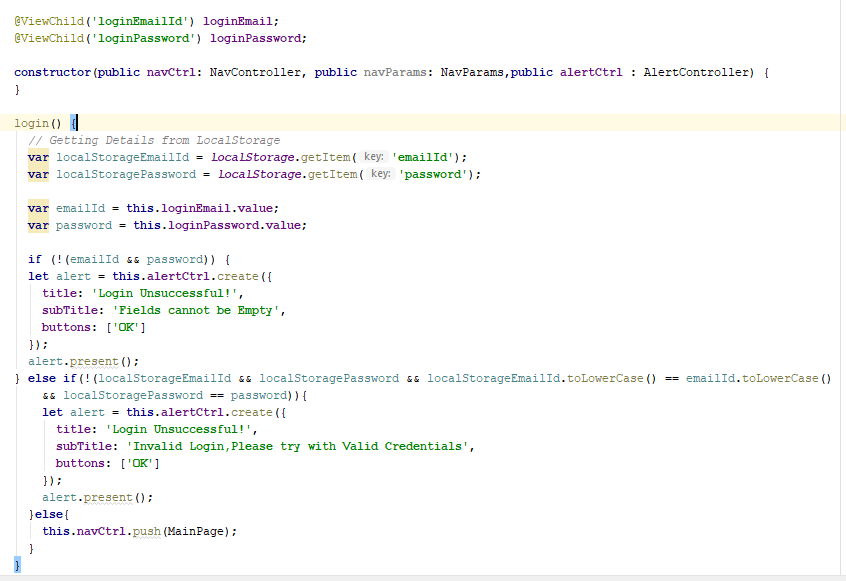 @ViewChild('loginEmailId') loginEmail;
@ViewChild('loginPassword') loginPassword;
constructor(public navCtrl: NavController, public navParams: NavParams,public alertCtrl : AlertController) {
}
login() {
// Getting Details from LocalStorage
var localStorageEmailId = localStorage.getItem( key: 'emailId');
var localStoragePassword = localStorage.getItem( key: 'password');
var emailId = this.loginEmail.value;
var password = this.loginPassword.value;
if (!(emailId && password)) {
let alert = this.alertCtrl.create({
title: 'Login Unsuccessful!',
subTitle: 'Fields cannot be Empty',
buttons: ['OK']
});
alert.present();
} else if(!(localStorageEmailId && localStoragePassword && localStorageEmailId.toLowerCase() == emailId.toLowerCase()
&& localStoragePassword == password)){
let alert = this.alertCtrl.create({
title: 'Login Unsuccessful!',
subTitle: 'Invalid Login,Please try with Valid Credentials',
buttons: ['OK']
});
alert.present();
}else{
this.navCtrl.push(MainPage);
}
}